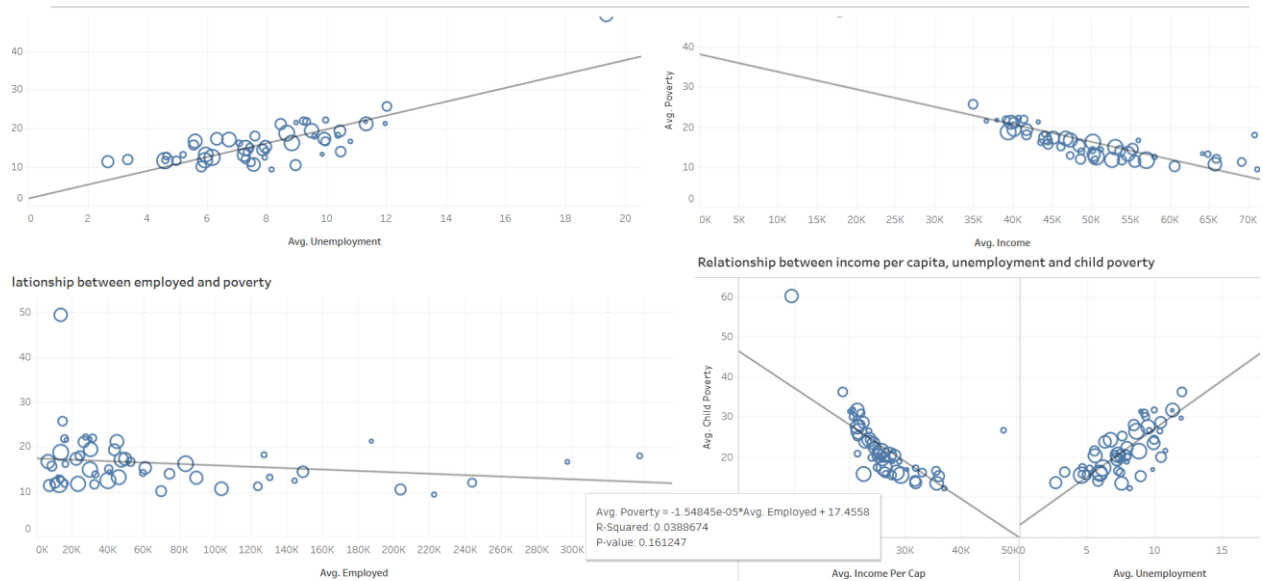 40
30
20
10
0
0 2 4 6 8 10 12 14 16 18 20
Avg. Unemployment
Avg. Poverty
40
30
20
10
0
0K 5K 10K 15K 20K 25K 30K 35K 40K 45K 50K 55K 60K 65K 70K
Avg. Income
lationship between employed and poverty
50
40
30
20
10
0
0K 20K 40K 60K 80K 100K 120K 140K 160K 180K 200K 220K 240K 260K 280K 300K
Avg. Employed
Avg. Poverty = -1.54845e-05*Avg. Employed + 17.4558
R-Squared: 0.0388674
P-value: 0.161247
Relationship between income per capita, unemployment and child poverty
Avg. Child Poverty
60
50
40
30
20
30K 40K 50K 0 5 10 15
Avg. Income Per Cap
Avg. Unemployment